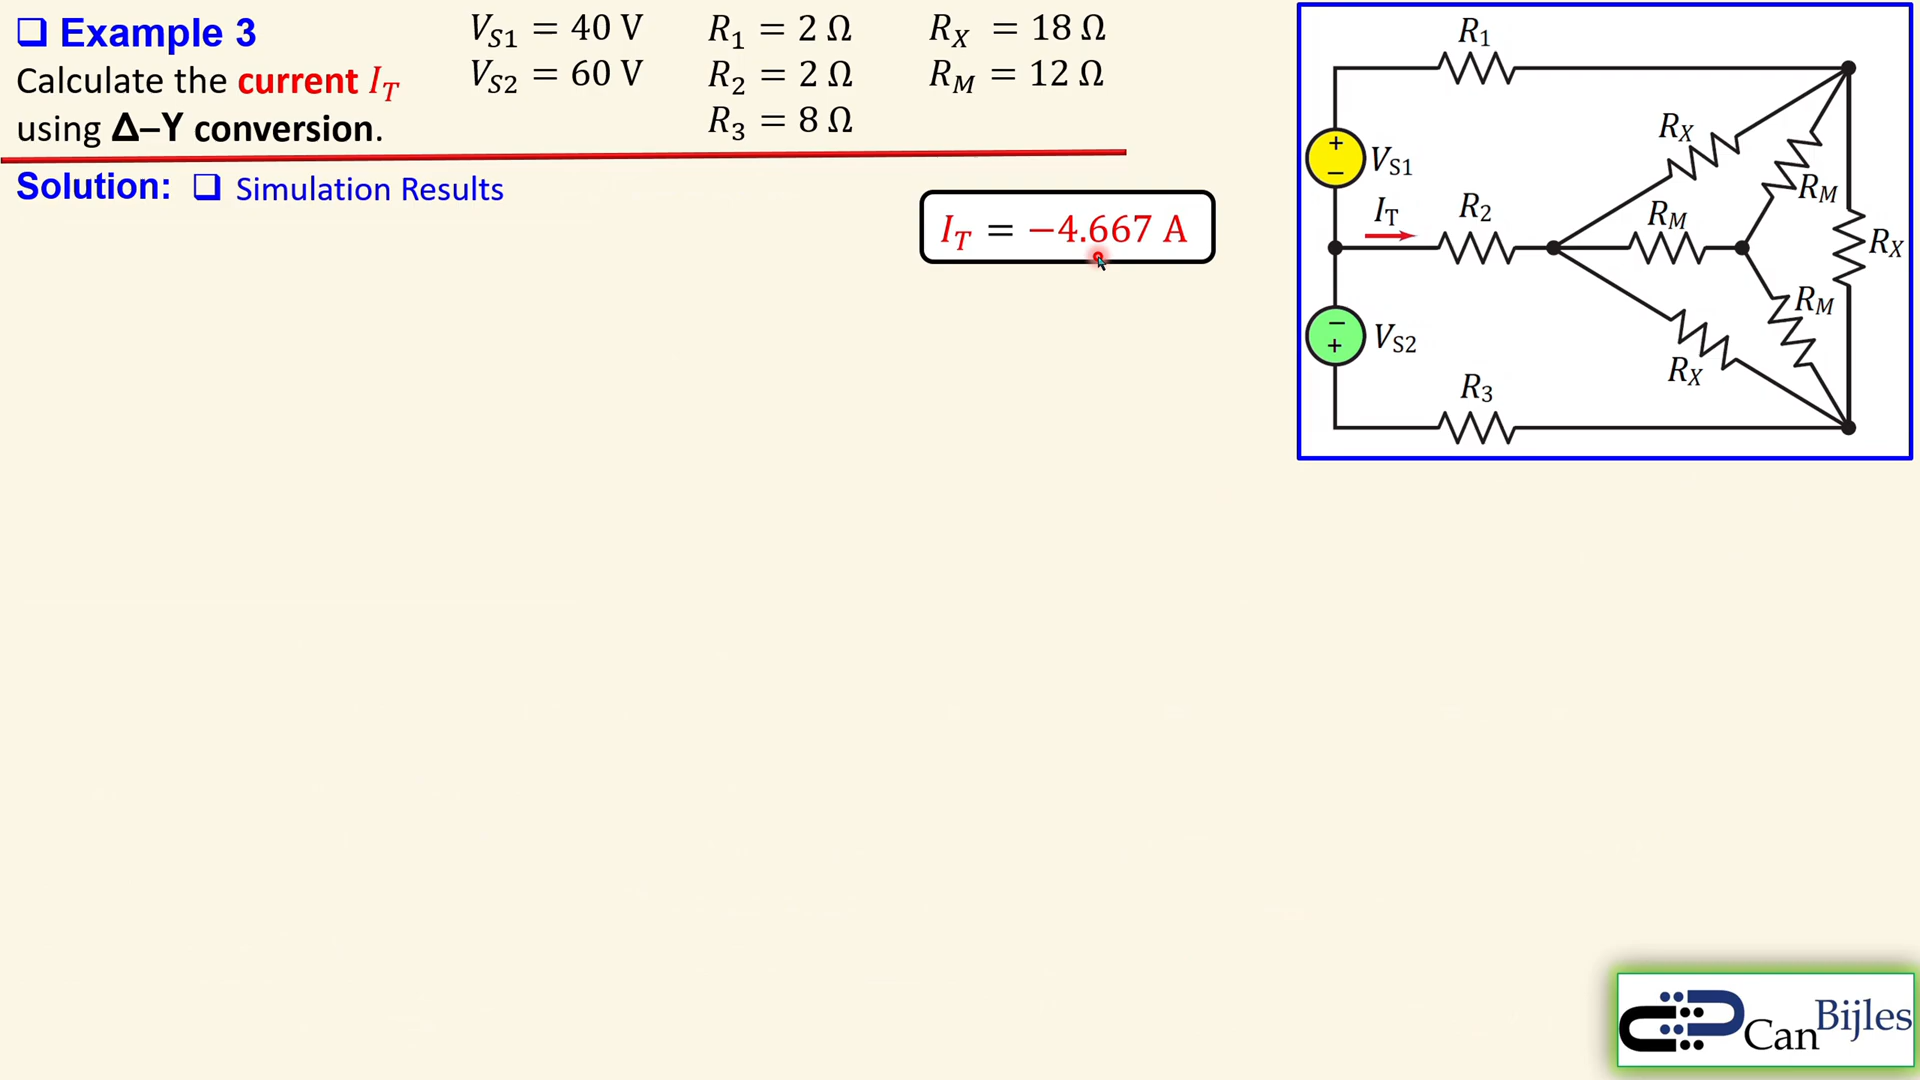 ❑ Example 3
Calculate the current I_T
using Δ–Y conversion.
V_S1 = 40 V
V_S2 = 60 V
R_1 = 2 Ω
R_2 = 2 Ω
R_3 = 8 Ω
R_X = 18 Ω
R_M = 12 Ω
Solution: ❑ Simulation Results
I_T = −4.667 A
R_1
R_X
+
−
V_S1
R_M
I_T
R_2
R_M
R_X
−
+
V_S2
R_M
R_X
R_3
Can Bijles